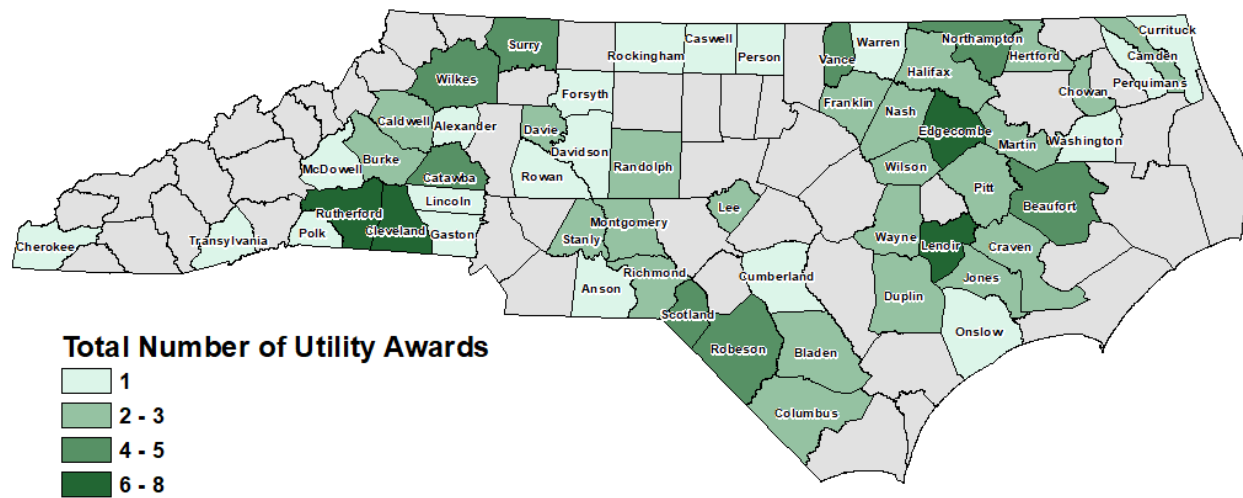 Surry
Rockingham
Caswell
Person
Vance
Warren
Northampton
Hertford
Currituck
Camden
Perquimans
Chowan
Halifax
Wilkes
Forsyth
Franklin
Nash
Edgecombe
Martin
Washington
Caldwell
Alexander
Davie
Davidson
Randolph
Burke
McDowell
Catawba
Rowan
Wilson
Pitt
Beaufort
Lincoln
Rutherford
Cleveland
Polk
Gaston
Transylvania
Cherokee
Montgomery
Stanly
Lee
Wayne
Lenoir
Craven
Jones
Richmond
Anson
Cumberland
Duplin
Scotland
Robeson
Bladen
Onslow
Columbus
Total Number of Utility Awards
1
2 - 3
4 - 5
6 - 8